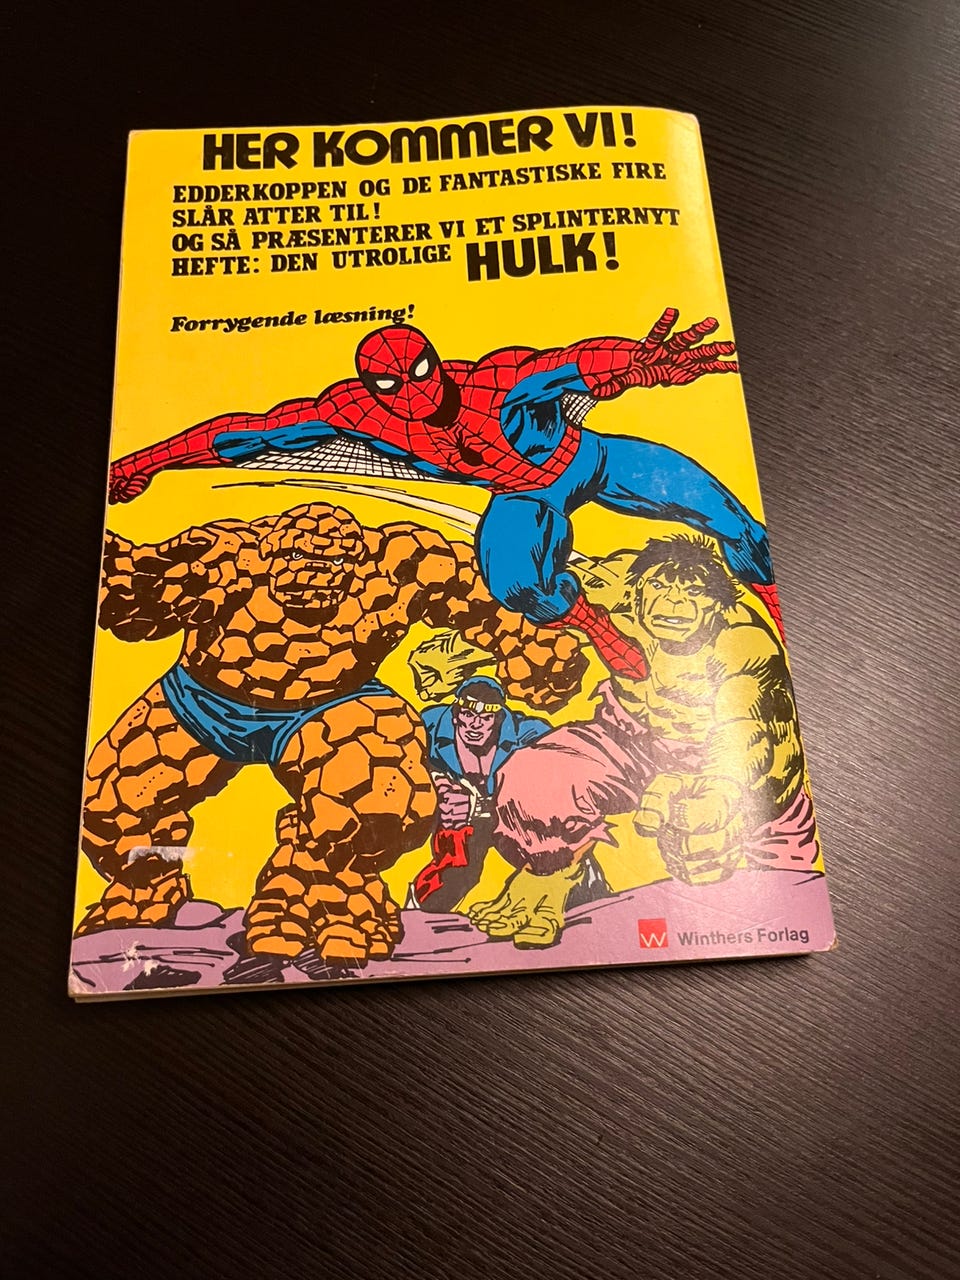 HER KOMMER VI!
EDDERKOPPEN OG DE FANTASTISKE FIRE
SLÅR ATTER TIL!
OG SÅ PRÆSENTERER VI ET SPLINTERNYT
HEFTE: DEN UTROLIGE HULK!
Forrygende læsning!
W Winthers Forlag